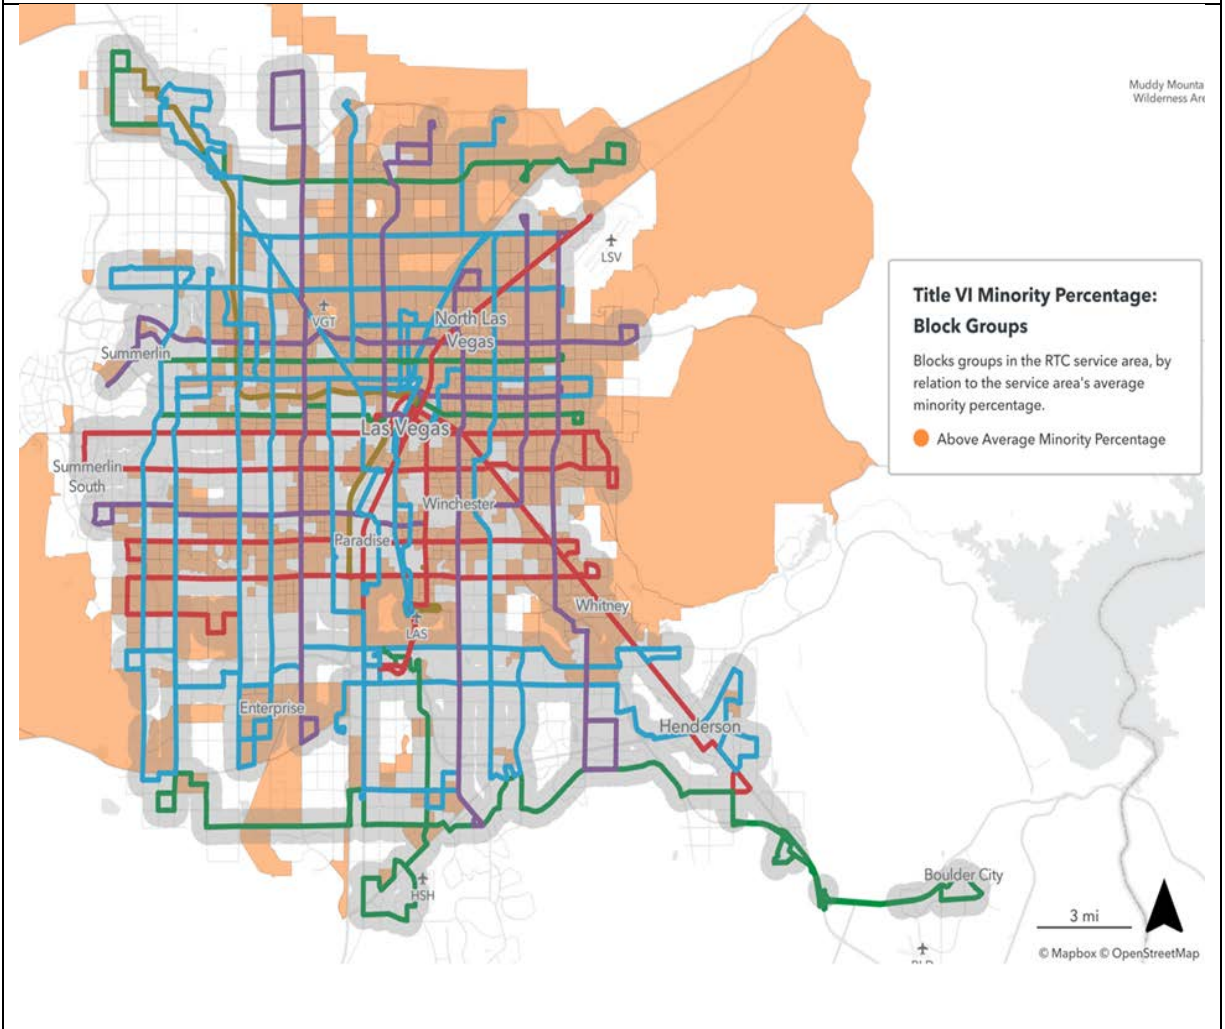 Muddy Mounta
Wilderness Are
LSV
Title VI Minority Percentage:
Block Groups
Blocks groups in the RTC service area, by
relation to the service area's average
minority percentage.
Above Average Minority Percentage
VGT
North Las
Vegas
Summerlin
Las Vegas
Summerlin
South
Winchester
Paradise
Whitney
LAS
Enterprise
Henderson
Boulder City
HSH
3 mi
© Mapbox © OpenStreetMap